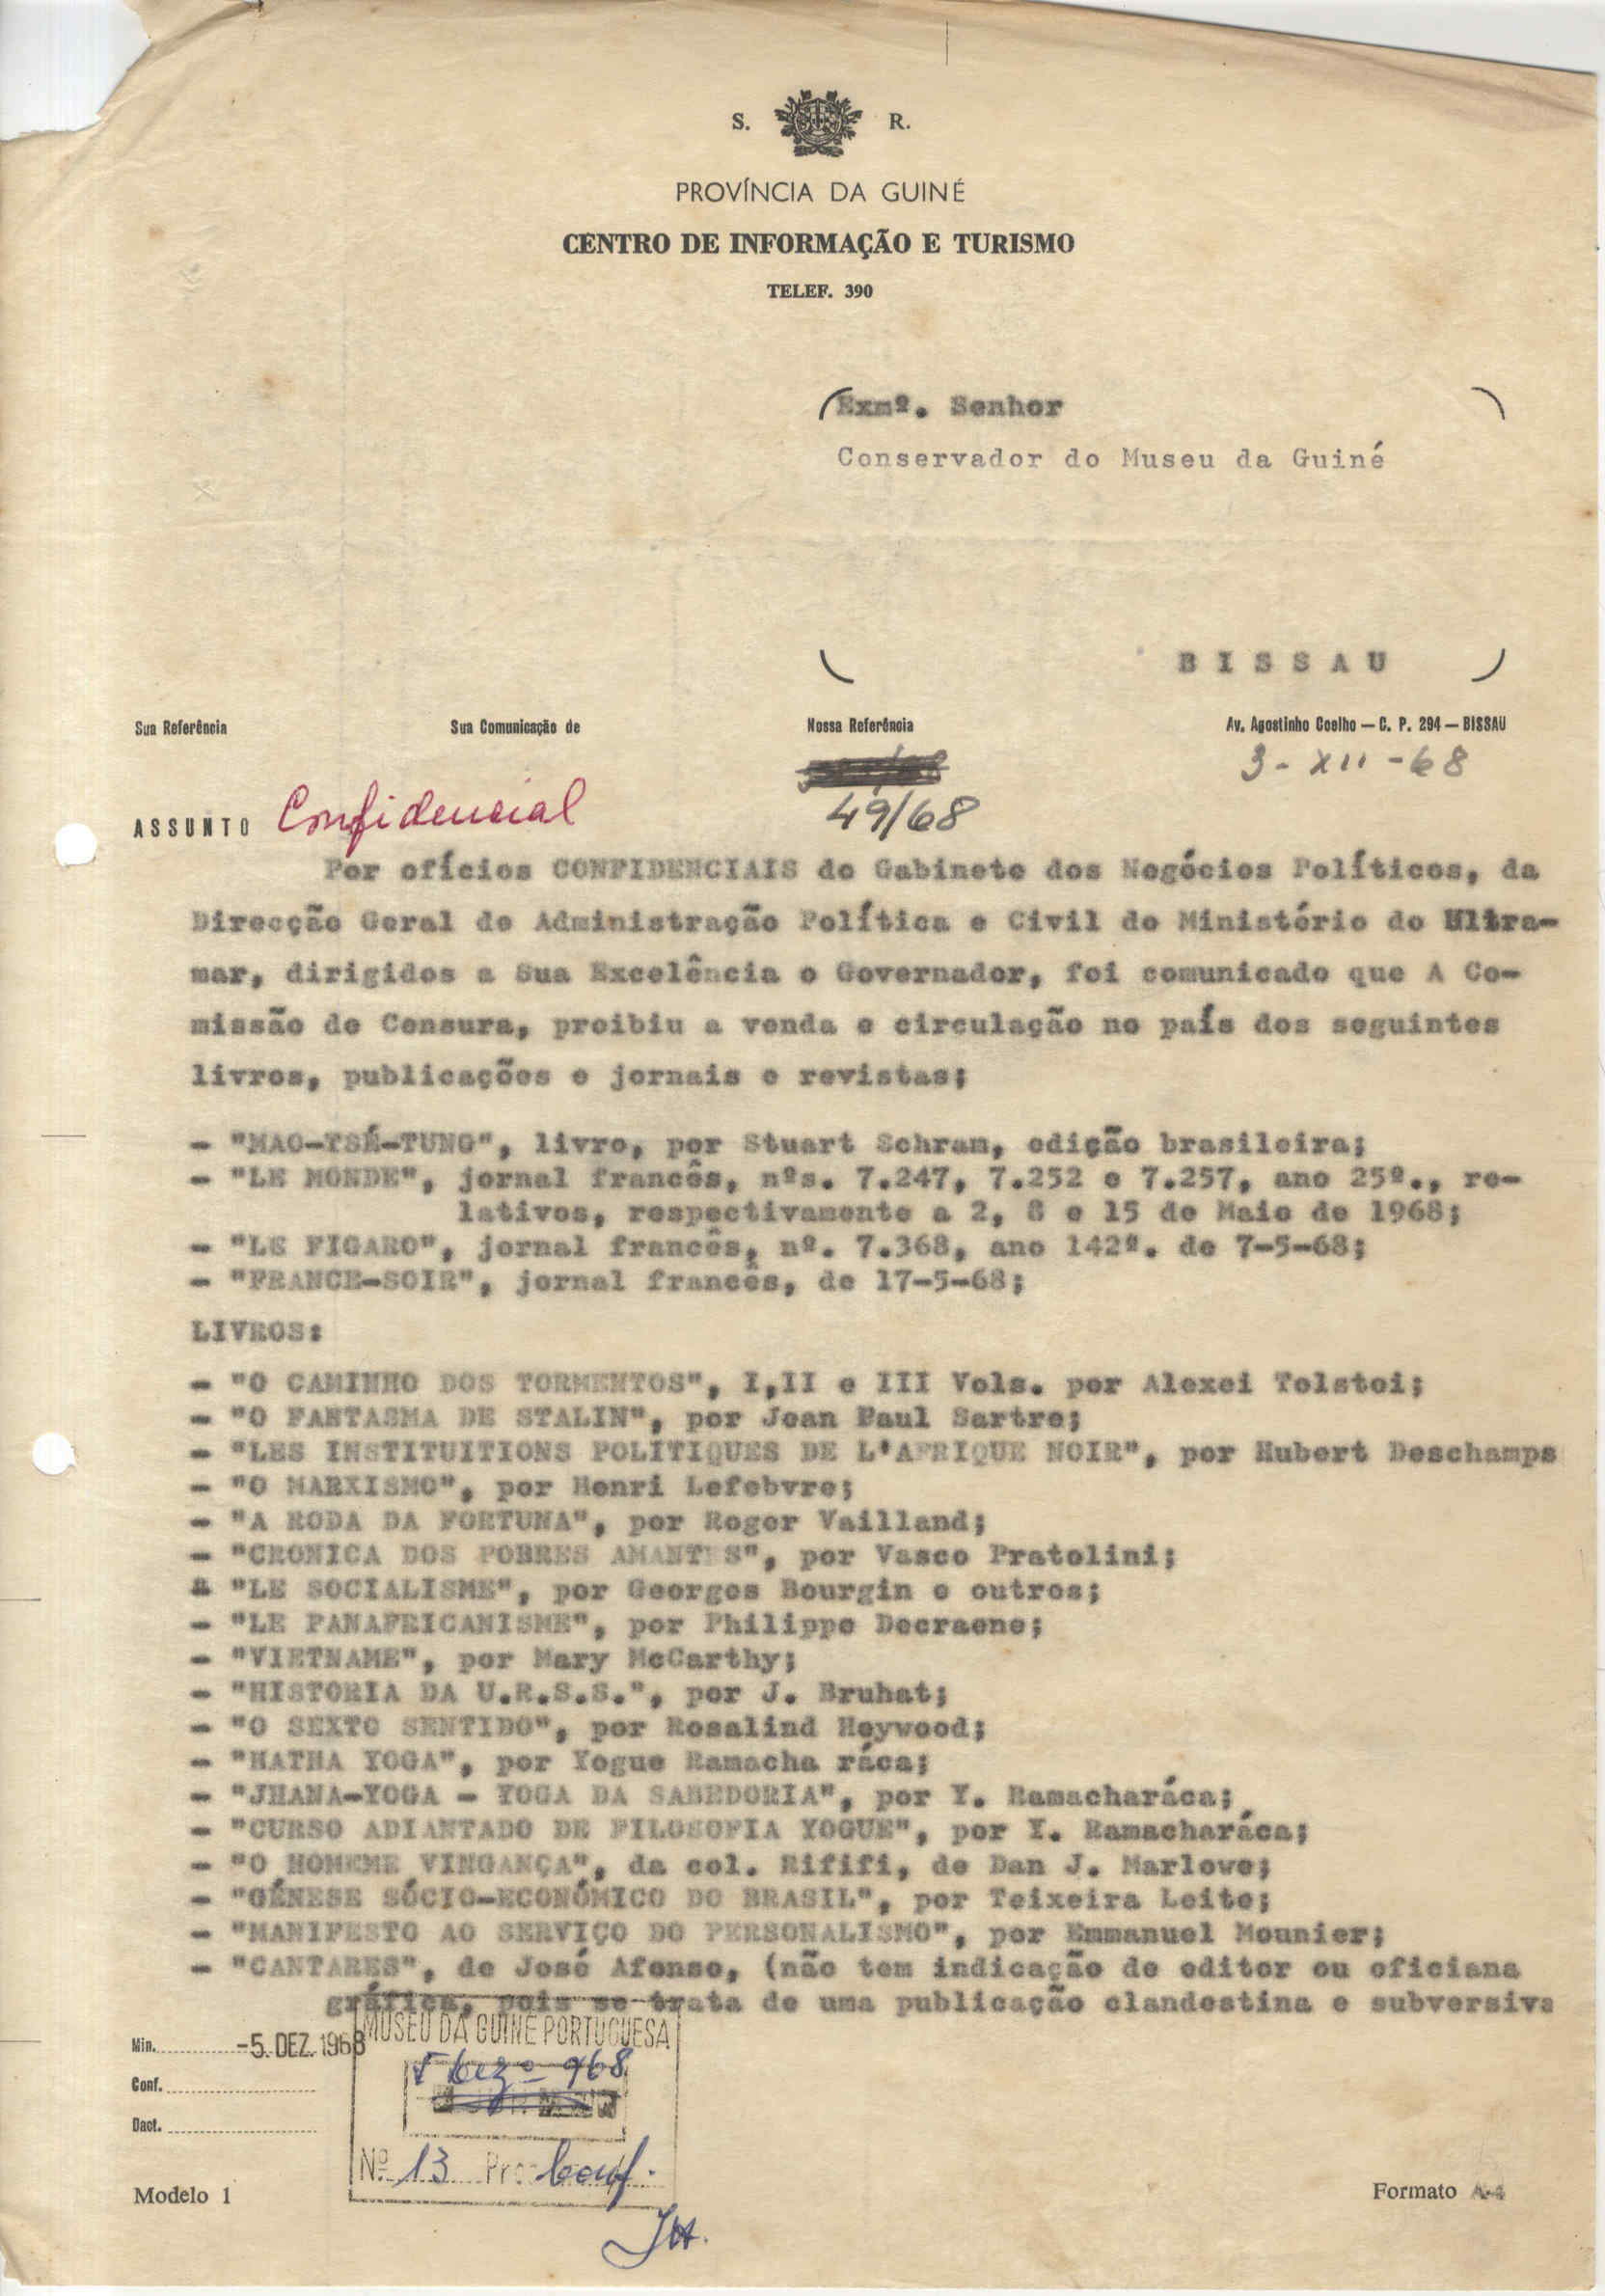 S. R.
PROVÍNCIA DA GUINÉ
CENTRO DE INFORMAÇÃO E TURISMO
TELEF. 390
Exmº. Senhor
Conservador do Museu da Guiné
B I S S A U
Sua Referência Sua Comunicação de Nossa Referência Av. Agostinho Coelho — C. P. 294 — BISSAU
3 - XII - 68
49/68
ASSUNTO Confidencial
Por ofícios CONFIDENCIAIS do Gabinete dos Negócios Políticos, da
Direcção Geral de Administração Política e Civil do Ministério do Ultra-
mar, dirigidos a Sua Excelência o Governador, foi comunicado que A Co-
missão de Censura, proibiu a venda e circulação no país dos seguintes
livros, publicações e jornais e revistas;
- "MAO-TSÉ-TUNG", livro, por Stuart Schram, edição brasileira;
- "LE MONDE", jornal francês, nºs. 7.247, 7.252 e 7.257, ano 25º., re-
lativos, respectivamente a 2, 8 e 15 de Maio de 1968;
- "LE FIGARO", jornal francês, nº. 7.368, ano 142º. de 7-5-68;
- "FRANCE-SOIR", jornal francês, de 17-5-68;
LIVROS:
- "O CAMINHO DOS TORMENTOS", I,II e III Vols. por Alexei Tolstoi;
- "O FANTASMA DE STALIN", por Jean Paul Sartre;
- "LES INSTITUITIONS POLITIQUES DE L'AFRIQUE NOIR", por Hubert Deschamps
- "O MARXISMO", por Henri Lefebvre;
- "A RODA DA FORTUNA", por Roger Vailland;
- "CRONICA DOS POBRES AMANTES", por Vasco Pratolini;
- "LE SOCIALISME", por Georges Bourgin e outros;
- "LE PANAFRICANISME", por Philippe Decraene;
- "VIETNAME", por Mary McCarthy;
- "HISTORIA DA U.R.S.S.", por J. Bruhat;
- "O SEXTO SENTIDO", por Rosalind Heywood;
- "HATHA YOGA", por Yogue Ramacha ráca;
- "JHANA-YOGA - YOGA DA SABEDORIA", por Y. Ramacharáca;
- "CURSO ADIANTADO DE FILOSOFIA YOGUE", por Y. Ramacharáca;
- "O HOMEME VINGANÇA", da col. Rififi, de Dan J. Marlowe;
- "GÉNESE SÓCIO-ECONÓMICO DO BRASIL", por Teixeira Leite;
- "MANIFESTO AO SERVIÇO DO PERSONALISMO", por Emmanuel Mounier;
- "CANTARES", de José Afonso, (não tem indicação de editor ou oficiana
gráfica, pois se trata de uma publicação clandestina e subversiva
Min. -5. DEZ. 1968
MUSEU DA GUINÉ PORTUGUESA
Conf.
5 Dezº 968
Dact.
Nº 13 Pro Conf.
Modelo 1
Formato A-4